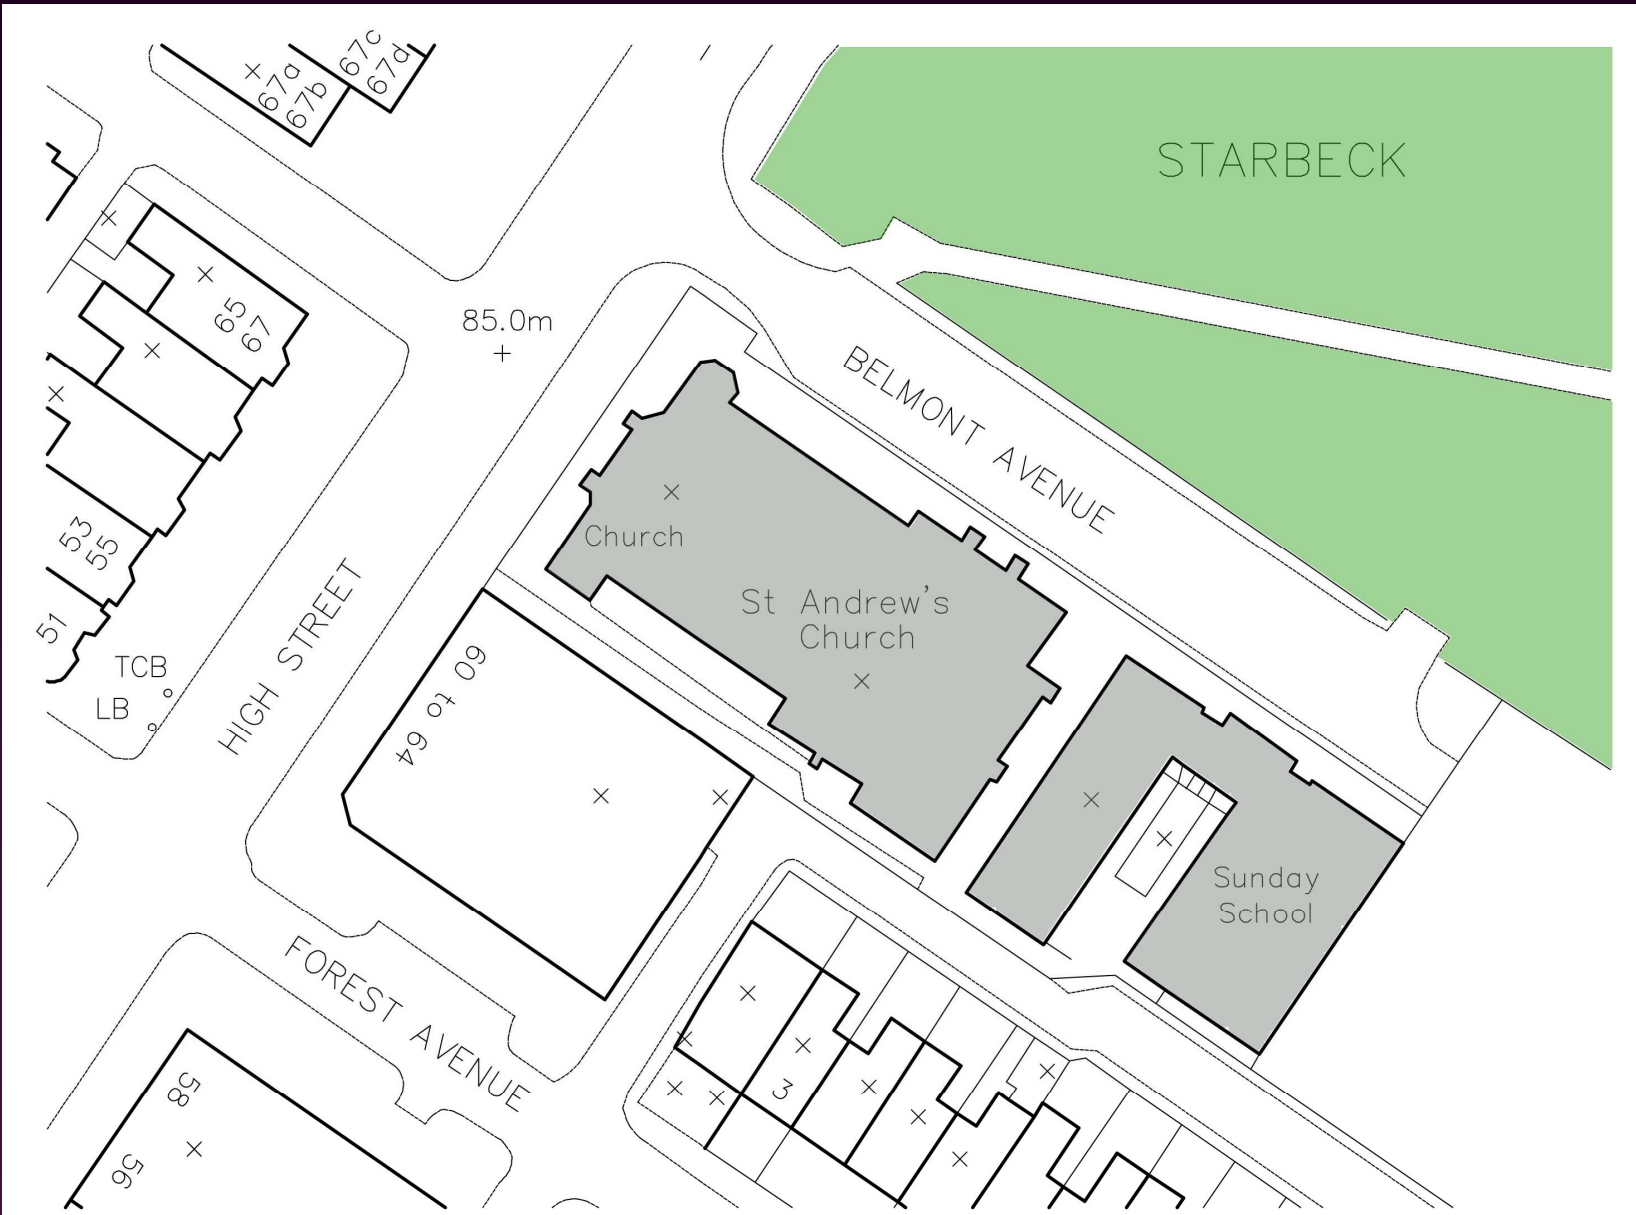 67c
67d
67a
67b
STARBECK
65
67
85.0m
BELMONT AVENUE
Church
53
55
St Andrew's
Church
HIGH STREET
51
TCB
LB
60 to 64
Sunday
School
FOREST AVENUE
3
58
56